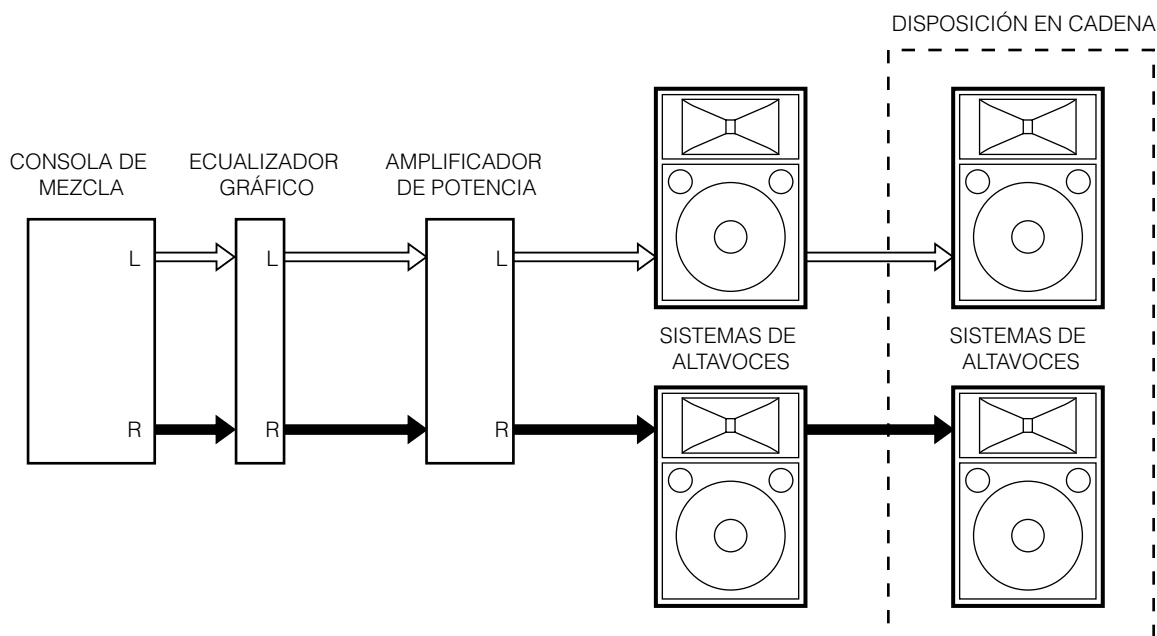 DISPOSICIÓN EN CADENA
CONSOLA DE
MEZCLA
ECUALIZADOR
GRÁFICO
AMPLIFICADOR
DE POTENCIA
L
L
L
SISTEMAS DE
ALTAVOCES
SISTEMAS DE
ALTAVOCES
R
R
R